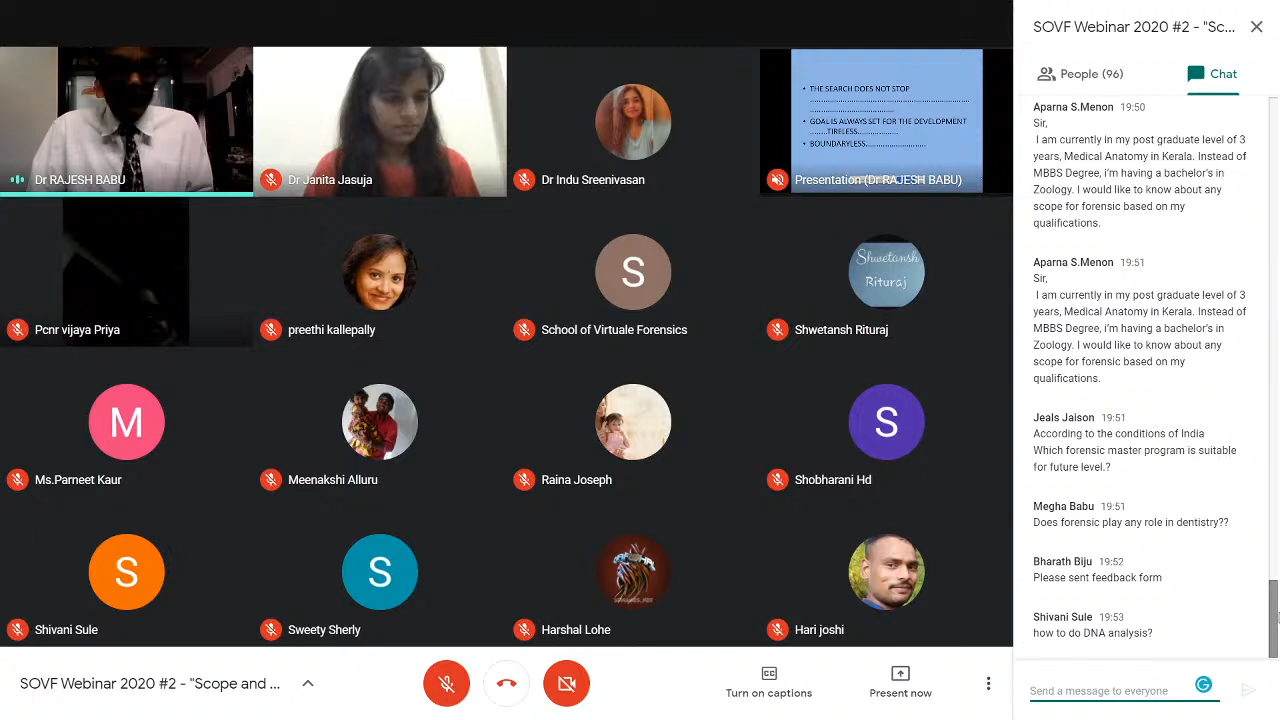 Dr RAJESH BABU
Dr Janita Jasuja
Dr Indu Sreenivasan
• THE SEARCH DOES NOT STOP
• GOAL IS ALWAYS SET FOR THE DEVELOPMENT
........TIRELESS...................
• BOUNDARYLESS.........................
Presentation (Dr RAJESH BABU)
Pcnr vijaya Priya
preethi kallepally
S
School of Virtuale Forensics
Shwetansh
Rituraj
Shwetansh Rituraj
M
Ms.Parneet Kaur
Meenakshi Alluru
Raina Joseph
S
Shobharani Hd
S
Shivani Sule
S
Sweety Sherly
Harshal Lohe
Hari joshi
SOVF Webinar 2020 #2 - "Scope and ...
CC
Turn on captions
Present now
SOVF Webinar 2020 #2 - "Sc...
People (96)
Chat
Aparna S.Menon 19:50
Sir,
I am currently in my post graduate level of 3
years, Medical Anatomy in Kerala. Instead of
MBBS Degree, i'm having a bachelor's in
Zoology. I would like to know about any
scope for forensic based on my
qualifications.
Aparna S.Menon 19:51
Sir,
I am currently in my post graduate level of 3
years, Medical Anatomy in Kerala. Instead of
MBBS Degree, i'm having a bachelor's in
Zoology. I would like to know about any
scope for forensic based on my
qualifications.
Jeals Jaison 19:51
According to the conditions of India
Which forensic master program is suitable
for future level.?
Megha Babu 19:51
Does forensic play any role in dentistry??
Bharath Biju 19:52
Please sent feedback form
Shivani Sule 19:53
how to do DNA analysis?
Send a message to everyone